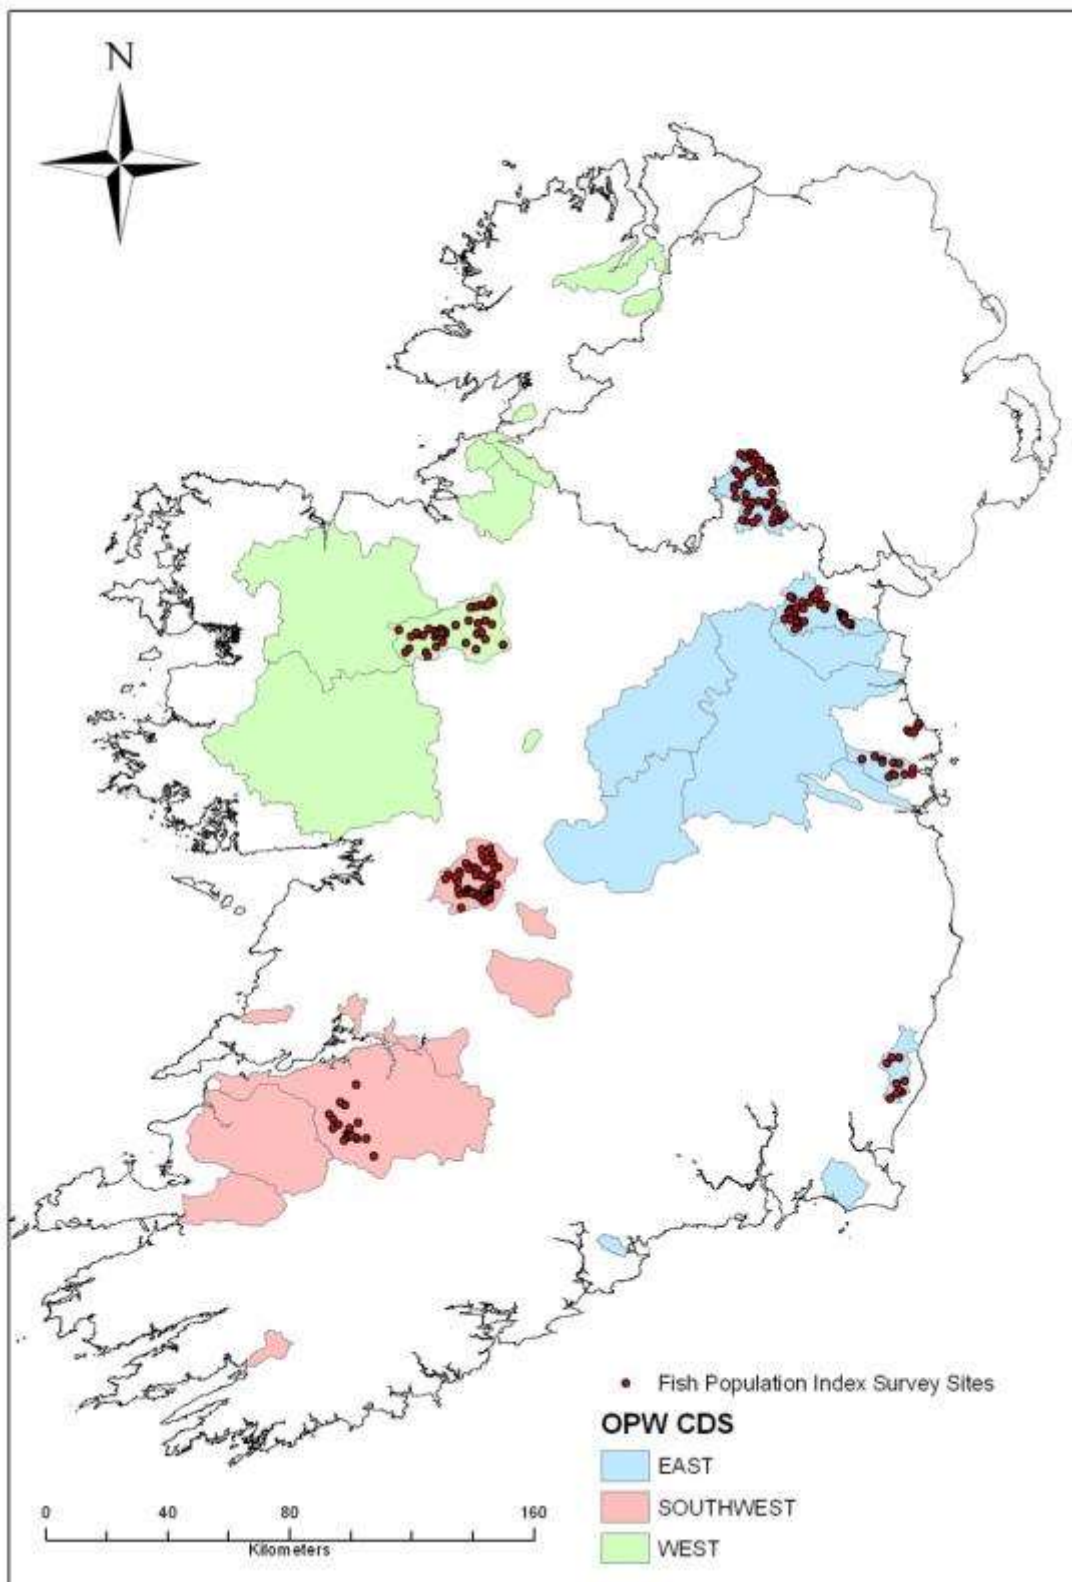 N
Fish Population Index Survey Sites
OPW CDS
EAST
SOUTHWEST
WEST
0 40 80 160
Kilometers